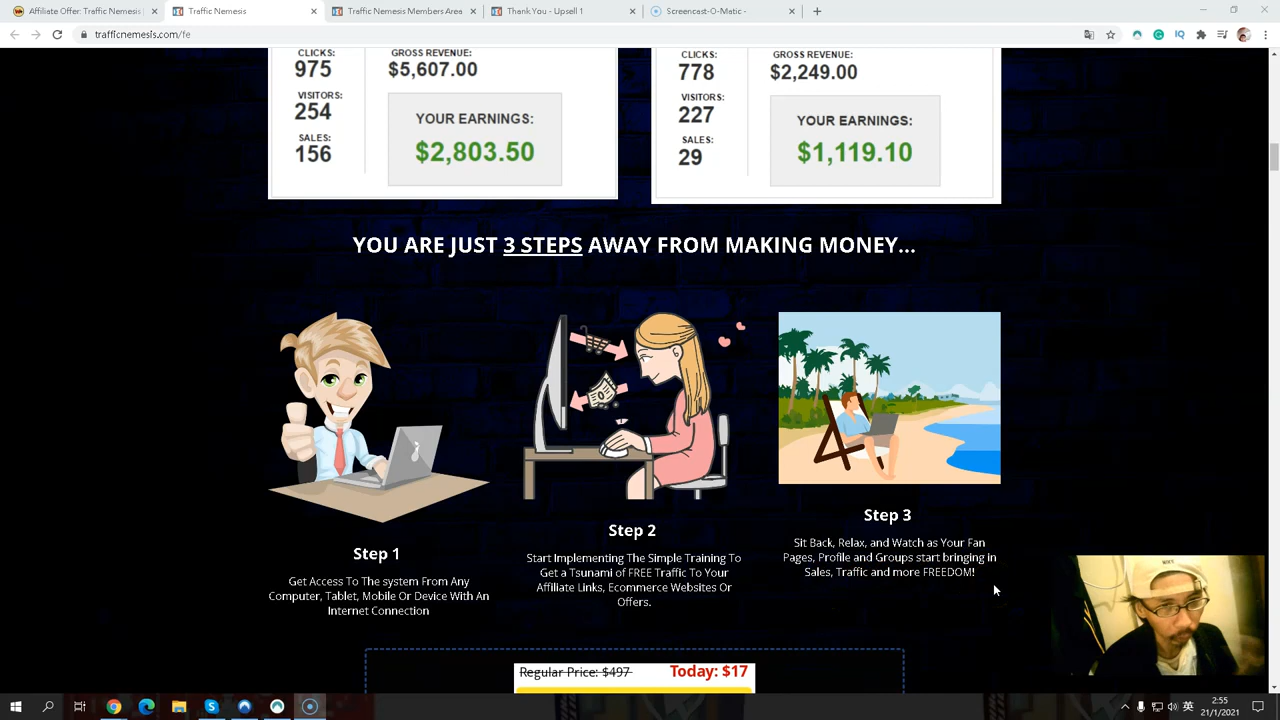 Affiliate Offer: Traffic Nemesis
Traffic Nemesis
Traffic Nemesis Members Area
Thank You - Upsell 1
Screencast-O-Matic -
trafficnemesis.com/fe
CLICKS:
975
GROSS REVENUE:
$5,607.00
VISITORS:
254
YOUR EARNINGS:
$2,803.50
SALES:
156
CLICKS:
778
GROSS REVENUE:
$2,249.00
VISITORS:
227
YOUR EARNINGS:
$1,119.10
SALES:
29
YOU ARE JUST 3 STEPS AWAY FROM MAKING MONEY...
Step 1
Get Access To The system From Any
Computer, Tablet, Mobile Or Device With An
Internet Connection
Step 2
Start Implementing The Simple Training To
Get a Tsunami of FREE Traffic To Your
Affiliate Links, Ecommerce Websites Or
Offers.
Step 3
Sit Back, Relax, and Watch as Your Fan
Pages, Profile and Groups start bringing in
Sales, Traffic and more FREEDOM!
Regular Price: $497
Today: $17
英
2:55
21/1/2021